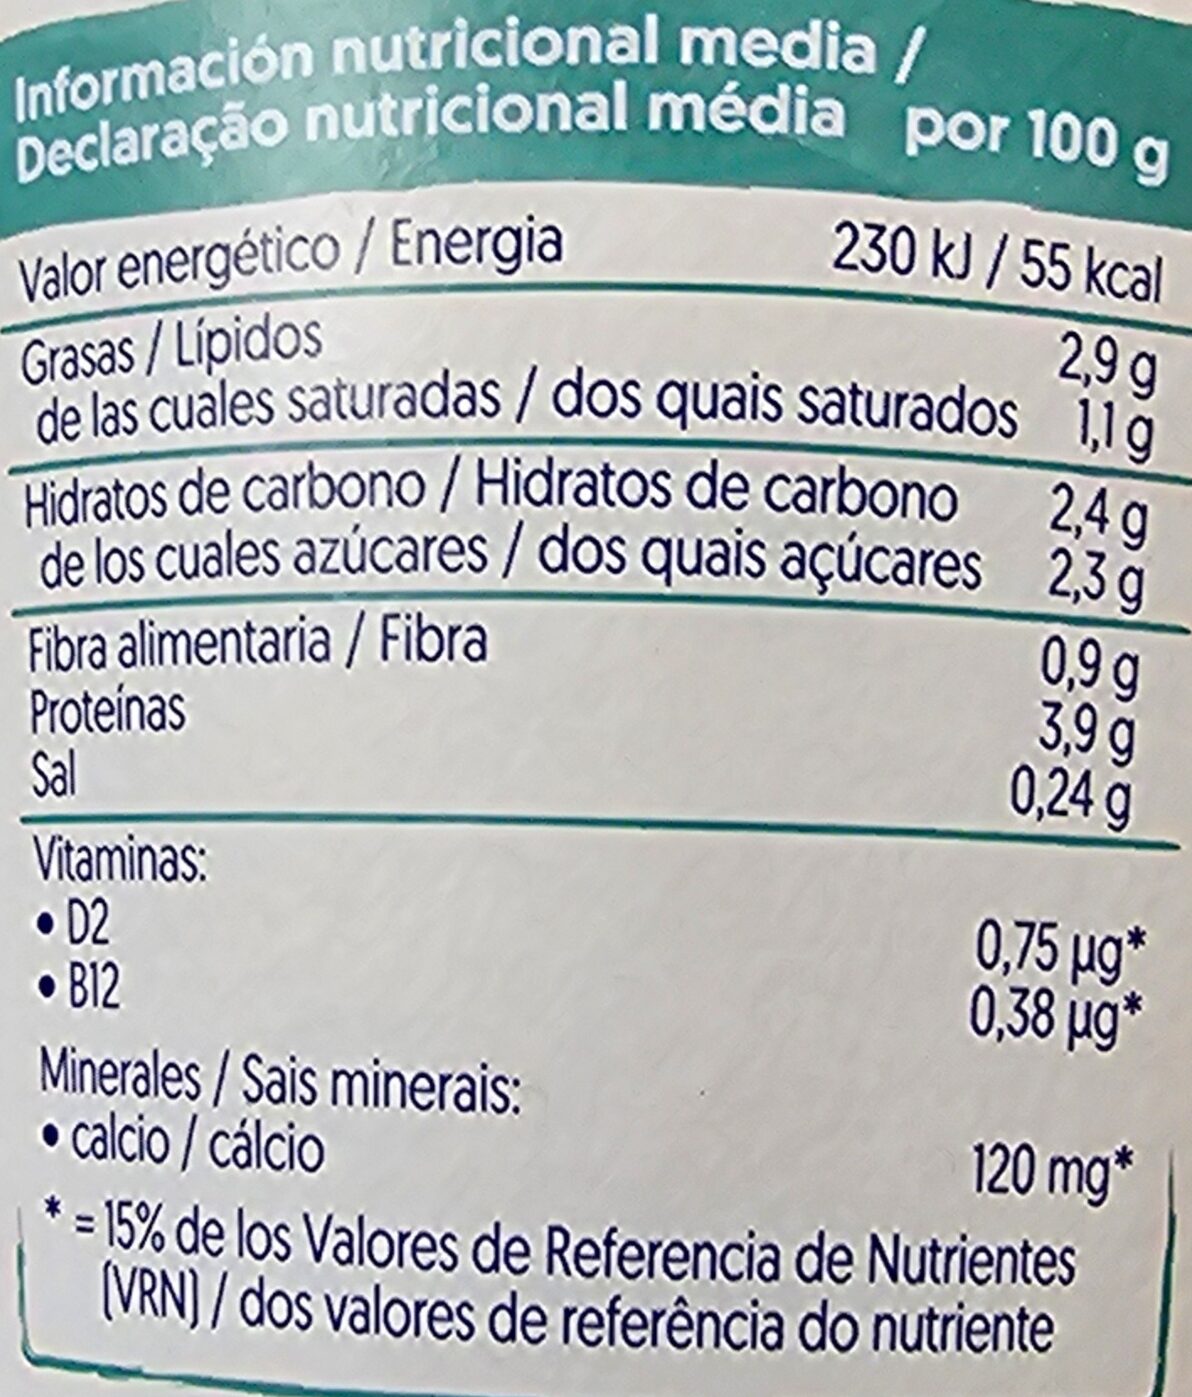 Información nutricional media /
Declaração nutricional média por 100 g
Valor energético / Energia 230 kJ / 55 kcal
Grasas / Lípidos 2,9 g
de las cuales saturadas / dos quais saturados 1,1 g
Hidratos de carbono / Hidratos de carbono 2,4 g
de los cuales azúcares / dos quais açúcares 2,3 g
Fibra alimentaria / Fibra 0,9 g
Proteínas 3,9 g
Sal 0,24 g
Vitaminas:
• D2 0,75 µg*
• B12 0,38 µg*
Minerales / Sais minerais:
• calcio / cálcio 120 mg*
* = 15% de los Valores de Referencia de Nutrientes
(VRN) / dos valores de referência do nutriente